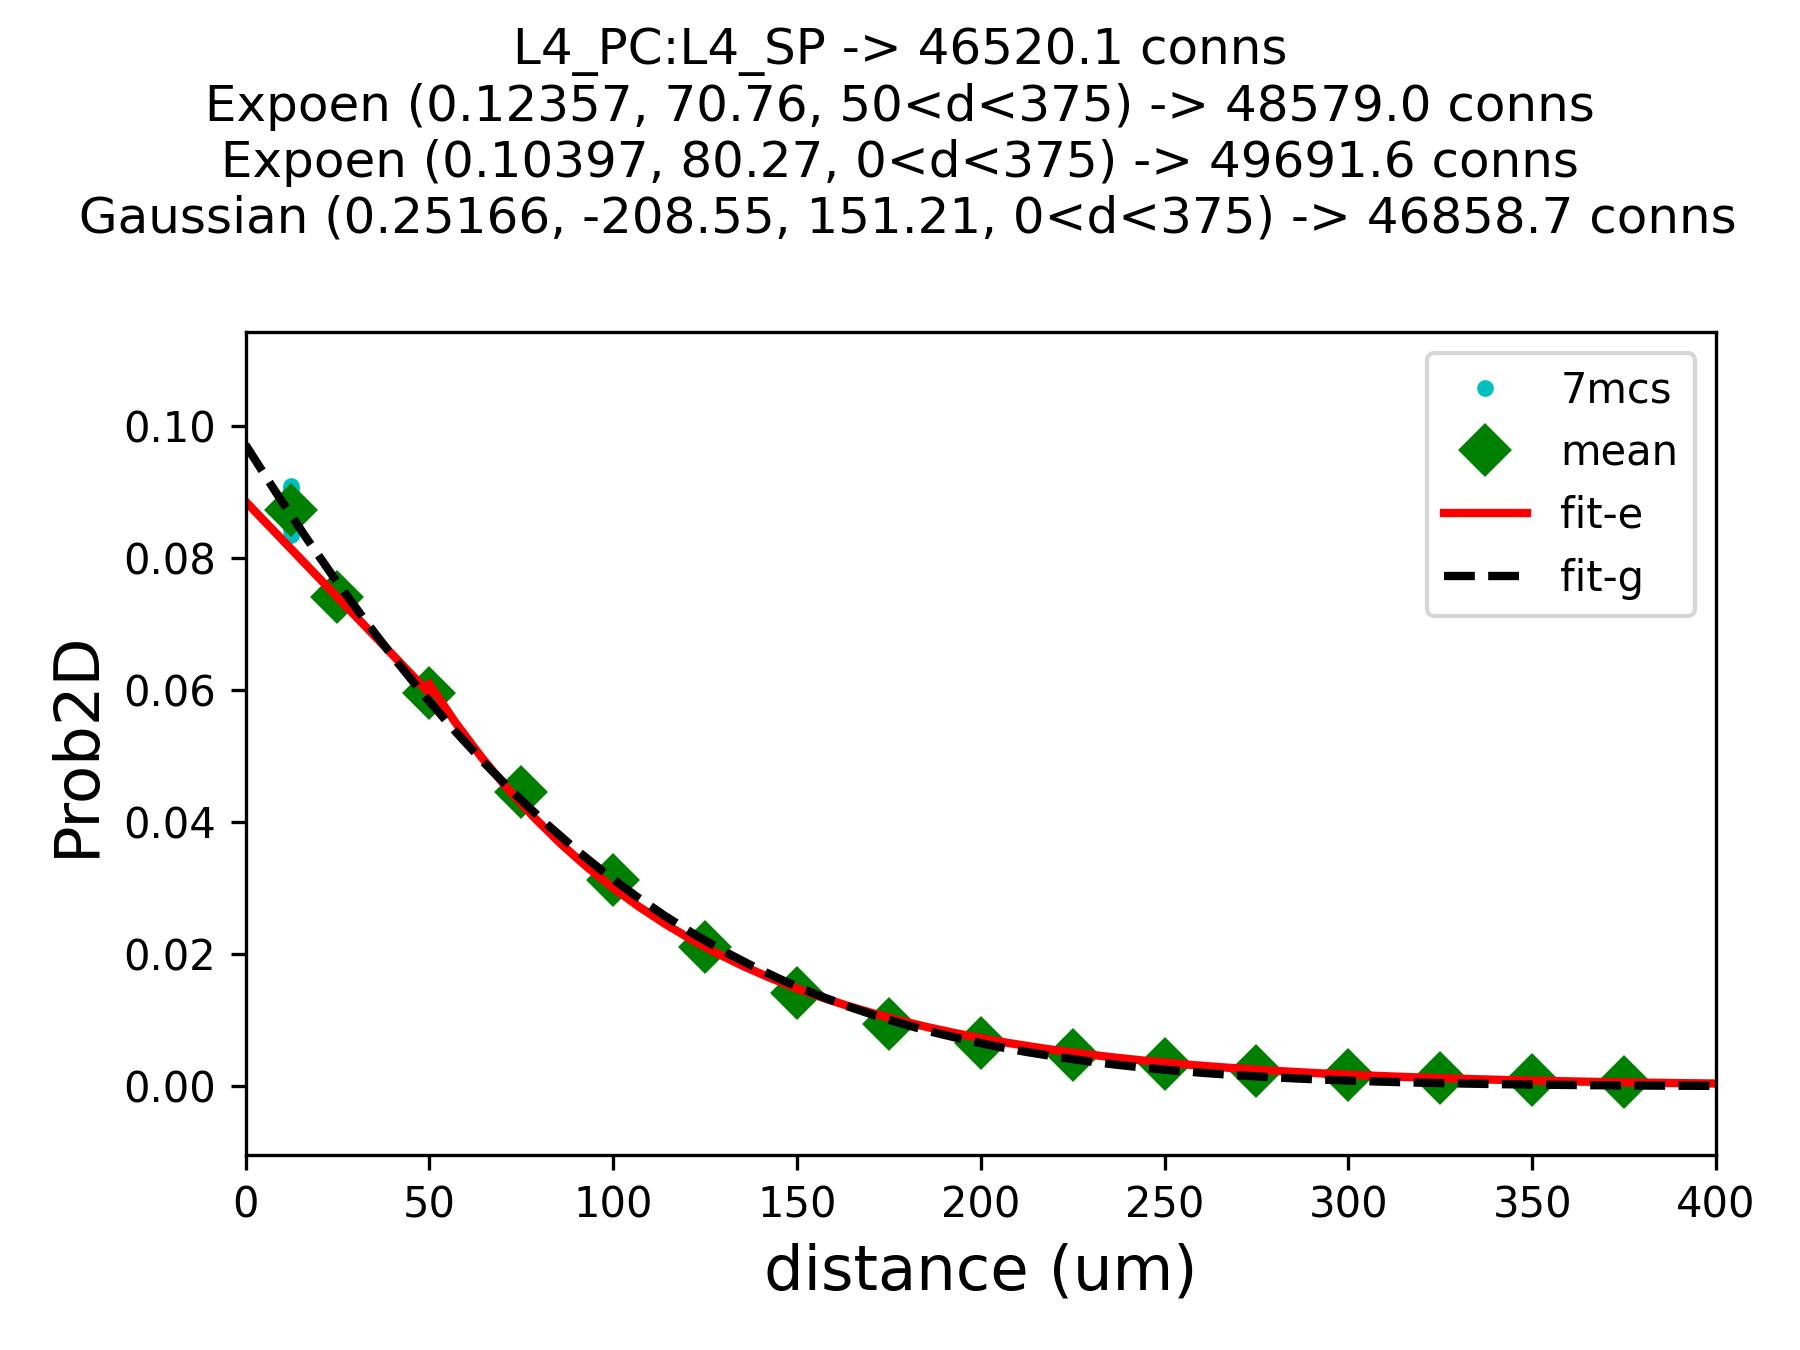 L4_PC:L4_SP -> 46520.1 conns
Expoen (0.12357, 70.76, 50<d<375) -> 48579.0 conns
Expoen (0.10397, 80.27, 0<d<375) -> 49691.6 conns
Gaussian (0.25166, -208.55, 151.21, 0<d<375) -> 46858.7 conns
7mcs
mean
fit-e
fit-g
Prob2D
0.10
0.08
0.06
0.04
0.02
0.00
0 50 100 150 200 250 300 350 400
distance (um)